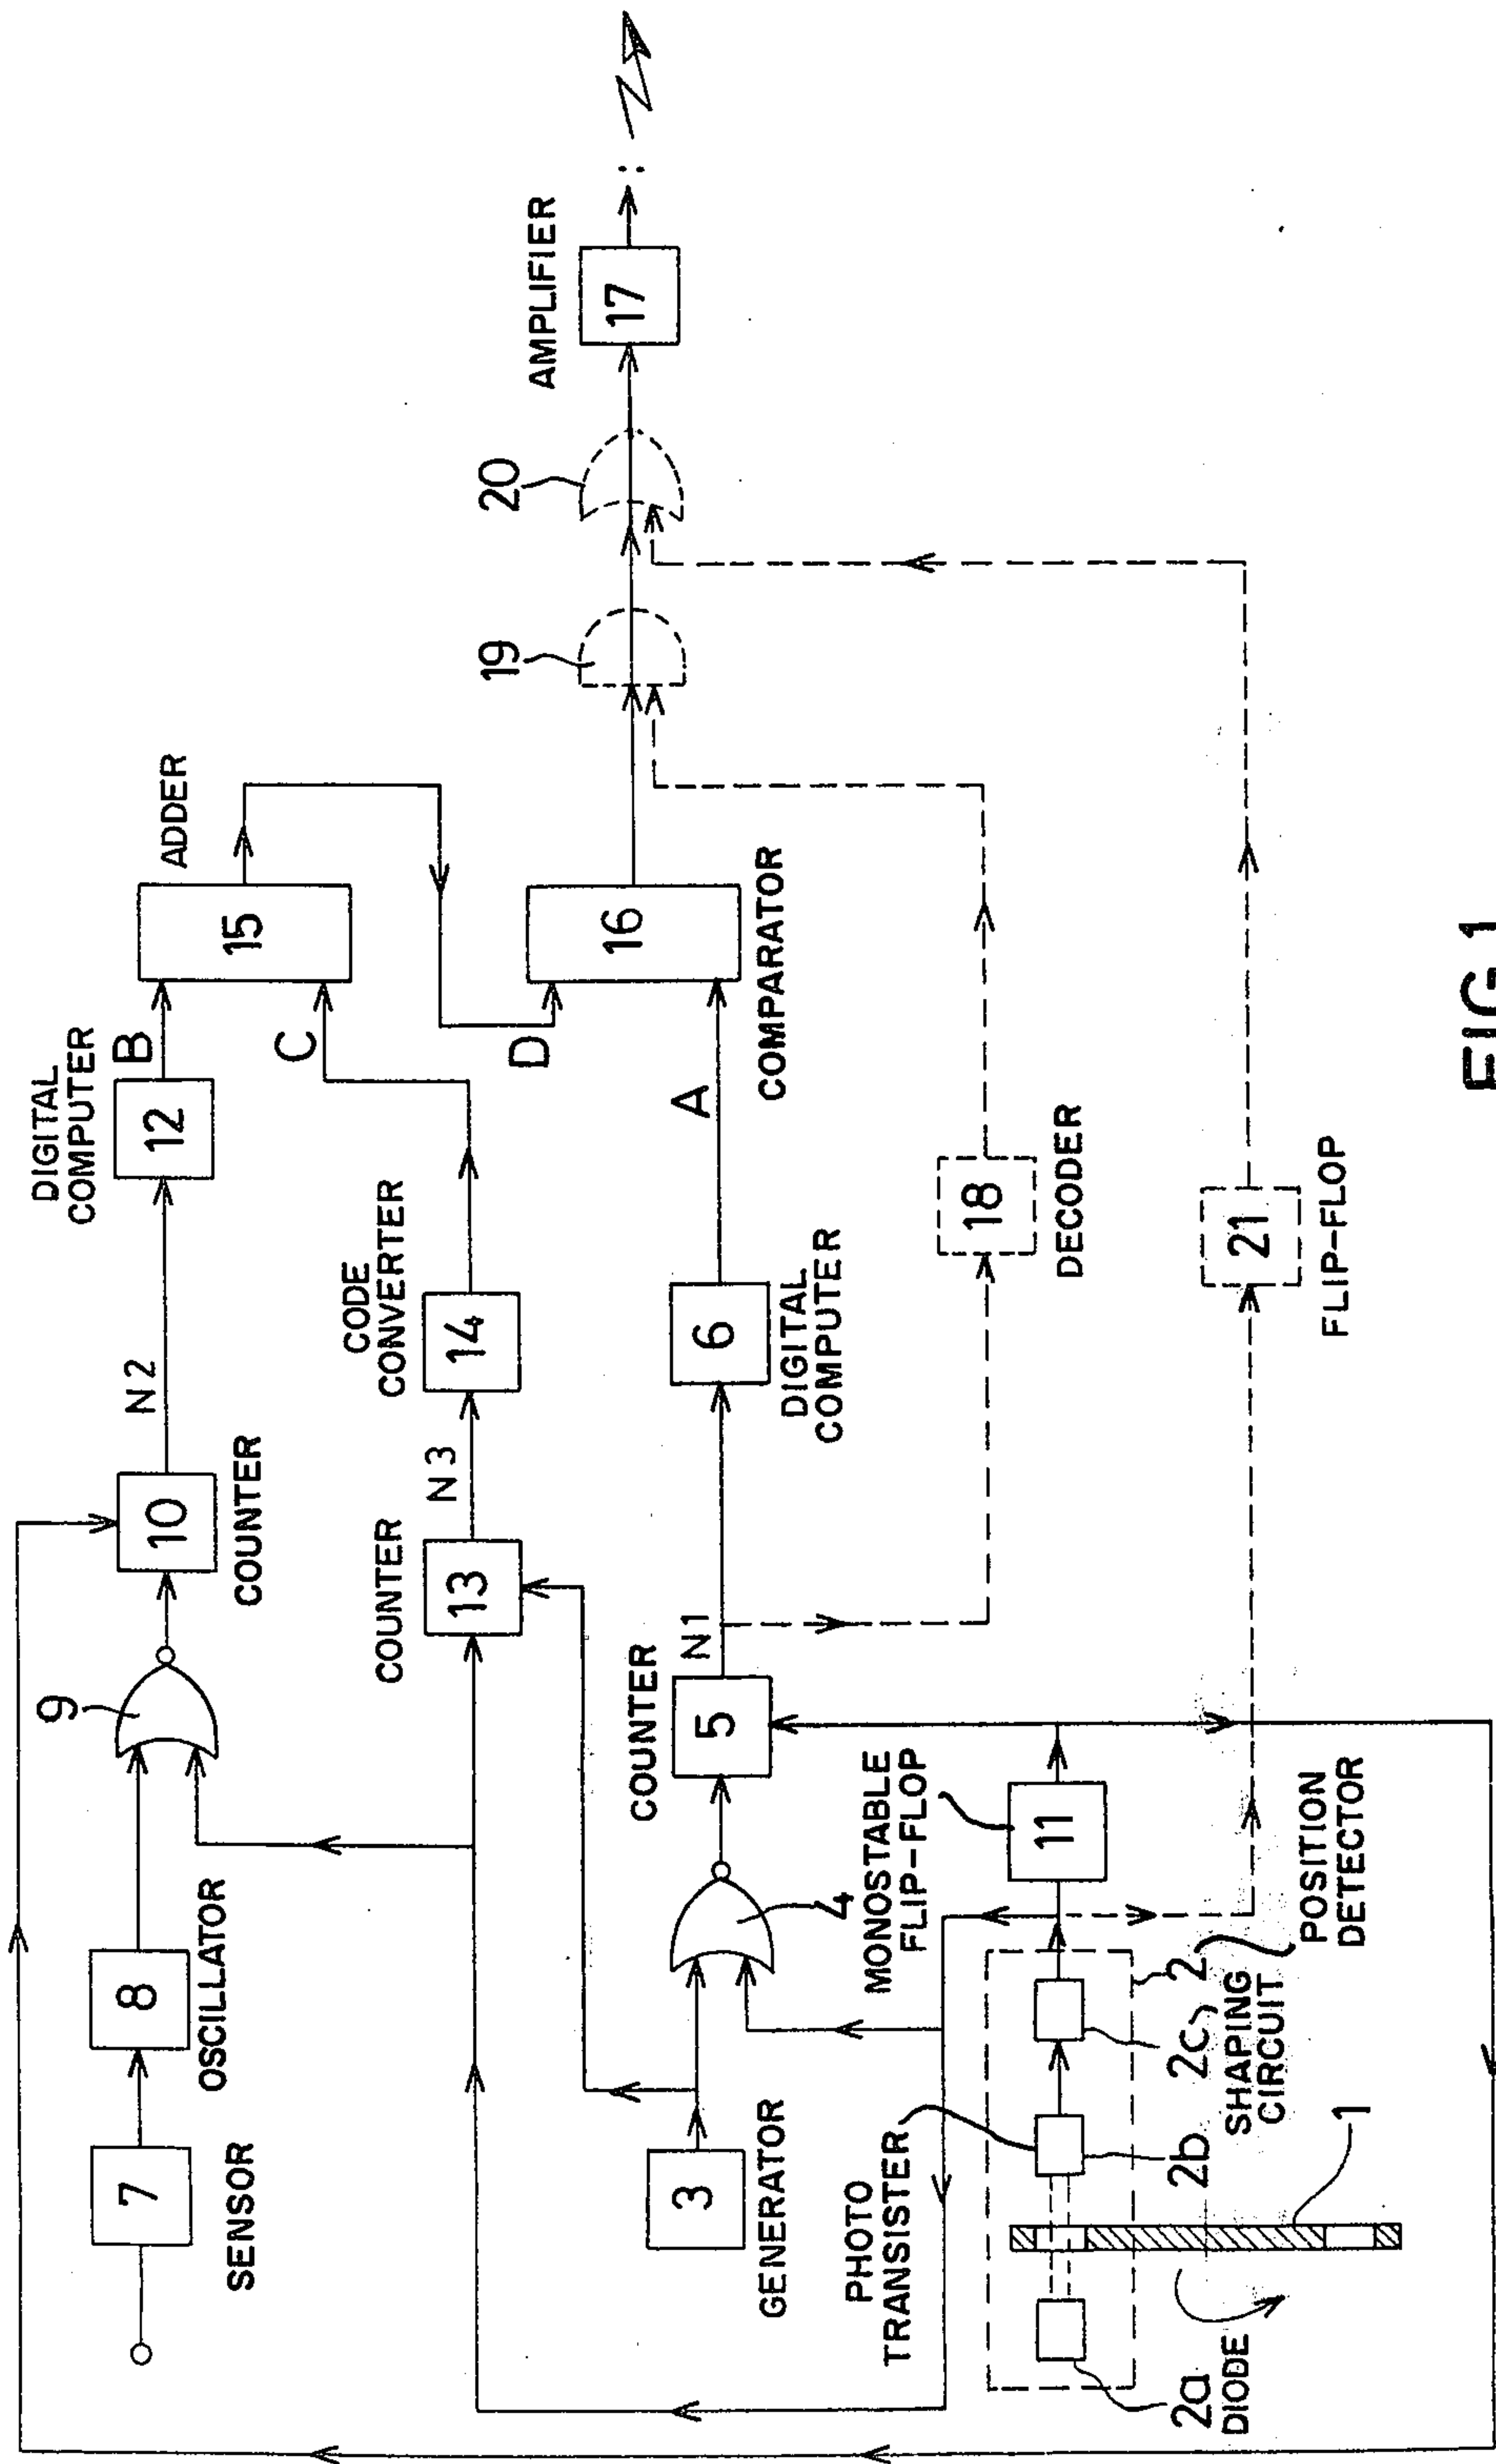 SENSOR
7
OSCILLATOR
8
9
COUNTER
10
N2
DIGITAL
COMPUTER
12
B
ADDER
15
C
COUNTER
13
N3
CODE
CONVERTER
14
D
16
COMPARATOR
GENERATOR
3
4
COUNTER
5
N1
6
DIGITAL
COMPUTER
A
19
20
AMPLIFIER
17
PHOTO
TRANSISTER
MONOSTABLE
FLIP-FLOP
11
18
DECODER
21
FLIP-FLOP
2a
DIODE
2b
2c
SHAPING
CIRCUIT
2
POSITION
DETECTOR
1
FIG.1